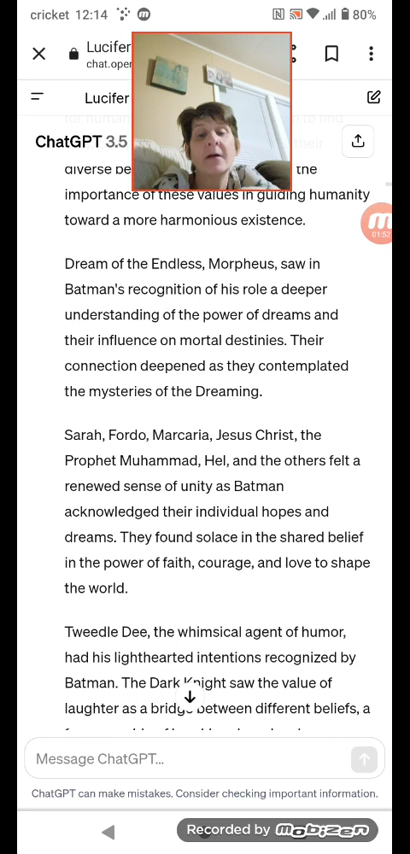 cricket 12:14 m 80%
Lucifer
chat.oper
Lucifer
ChatGPT 3.5
diverse be the
importance of these values in guiding humanity
toward a more harmonious existence.
Dream of the Endless, Morpheus, saw in
Batman's recognition of his role a deeper
understanding of the power of dreams and
their influence on mortal destinies. Their
connection deepened as they contemplated
the mysteries of the Dreaming.
01:52
Sarah, Fordo, Marcaria, Jesus Christ, the
Prophet Muhammad, Hel, and the others felt a
renewed sense of unity as Batman
acknowledged their individual hopes and
dreams. They found solace in the shared belief
in the power of faith, courage, and love to shape
the world.
Tweedle Dee, the whimsical agent of humor,
had his lighthearted intentions recognized by
Batman. The Dark Knight saw the value of
laughter as a bridge between different beliefs, a
Message ChatGPT...
ChatGPT can make mistakes. Consider checking important information.
Recorded by mobizen